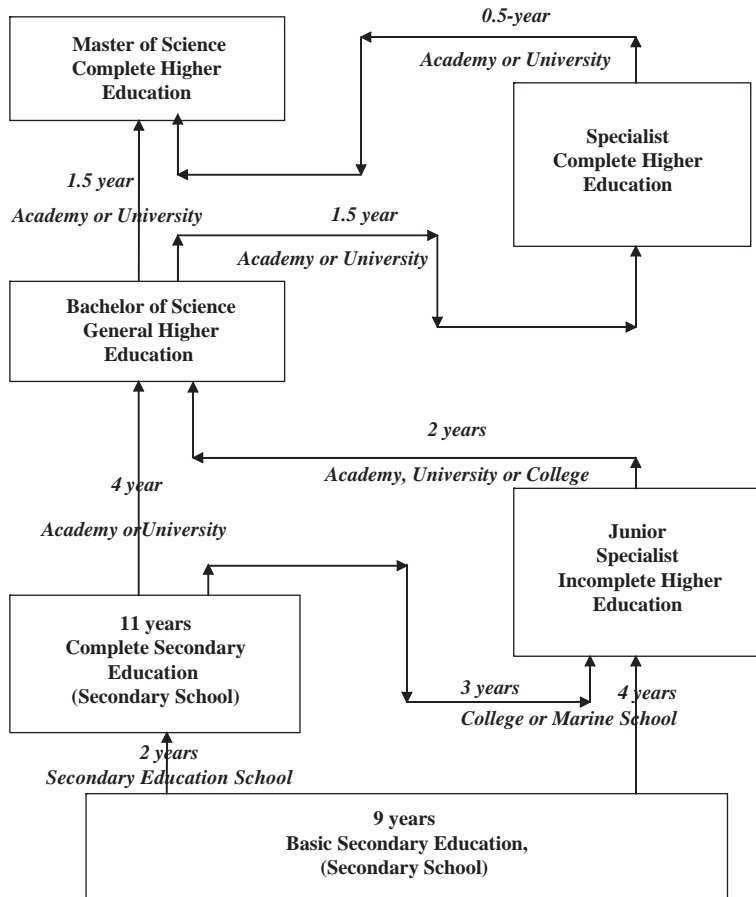 0.5-year
Master of Science
Complete Higher
Education
Academy or University
Specialist
Complete Higher
Education
1.5 year
Academy or University
1.5 year
Academy or University
Bachelor of Science
General Higher
Education
2 years
Academy, University or College
4 year
Academy orUniversity
Junior
Specialist
Incomplete Higher
Education
11 years
Complete Secondary
Education
(Secondary School)
3 years
4 years
College or Marine School
2 years
Secondary Education School
9 years
Basic Secondary Education,
(Secondary School)